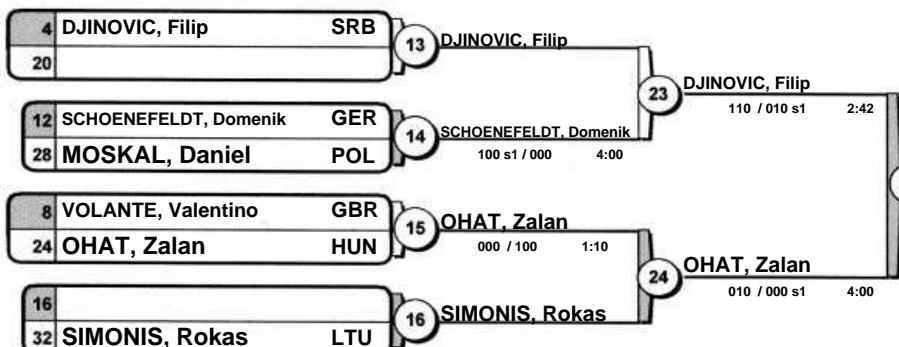 4 DJINOVIC, Filip SRB
20
13 DJINOVIC, Filip
12 SCHOENEFELDT, Domenik GER
28 MOSKAL, Daniel POL
14 SCHOENEFELDT, Domenik
100 s1 / 000 4:00
23 DJINOVIC, Filip
110 / 010 s1 2:42
8 VOLANTE, Valentino GBR
24 OHAT, Zalan HUN
15 OHAT, Zalan
000 / 100 1:10
16
32 SIMONIS, Rokas LTU
16 SIMONIS, Rokas
24 OHAT, Zalan
010 / 000 s1 4:00